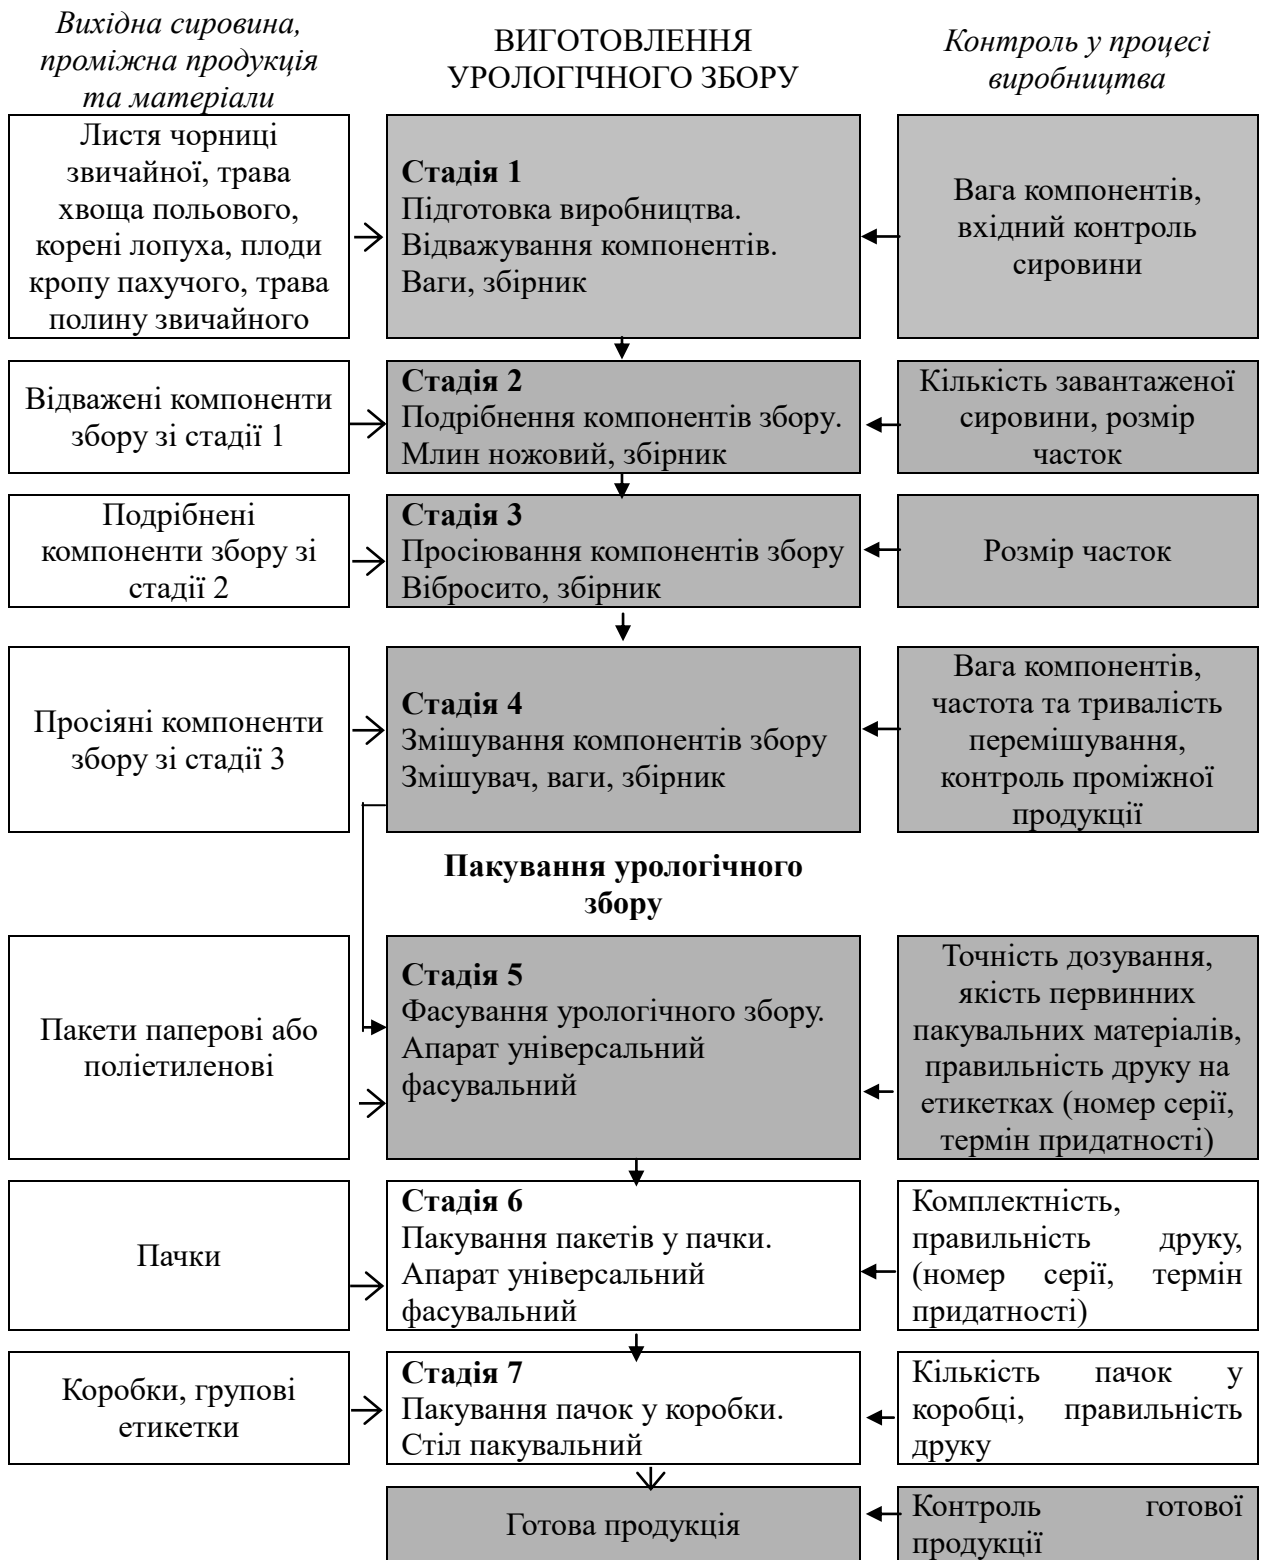 Вихідна сировина,
проміжна продукція
та матеріали
ВИГОТОВЛЕННЯ
УРОЛОГІЧНОГО ЗБОРУ
Контроль у процесі
виробництва
Листя чорниці
звичайної, трава
хвоща польового,
корені лопуха, плоди
кропу пахучого, трава
полину звичайного
Стадія 1
Підготовка виробництва.
Відважування компонентів.
Ваги, збірник
Вага компонентів,
вхідний контроль
сировини
Відважені компоненти
збору зі стадії 1
Стадія 2
Подрібнення компонентів збору.
Млин ножовий, збірник
Кількість завантаженої
сировини, розмір
часток
Подрібнені
компоненти збору зі
стадії 2
Стадія 3
Просіювання компонентів збору
Вібросито, збірник
Розмір часток
Просіяні компоненти
збору зі стадії 3
Стадія 4
Змішування компонентів збору
Змішувач, ваги, збірник
Вага компонентів,
частота та тривалість
перемішування,
контроль проміжної
продукції
Пакування урологічного
збору
Пакети паперові або
поліетиленові
Стадія 5
Фасування урологічного збору.
Апарат універсальний
фасувальний
Точність дозування,
якість первинних
пакувальних матеріалів,
правильність друку на
етикетках (номер серії,
термін придатності)
Пачки
Стадія 6
Пакування пакетів у пачки.
Апарат універсальний
фасувальний
Комплектність,
правильність друку,
(номер серії, термін
придатності)
Коробки, групові
етикетки
Стадія 7
Пакування пачок у коробки.
Стіл пакувальний
Кількість пачок у
коробці, правильність
друку
Готова продукція
Контроль готової
продукції